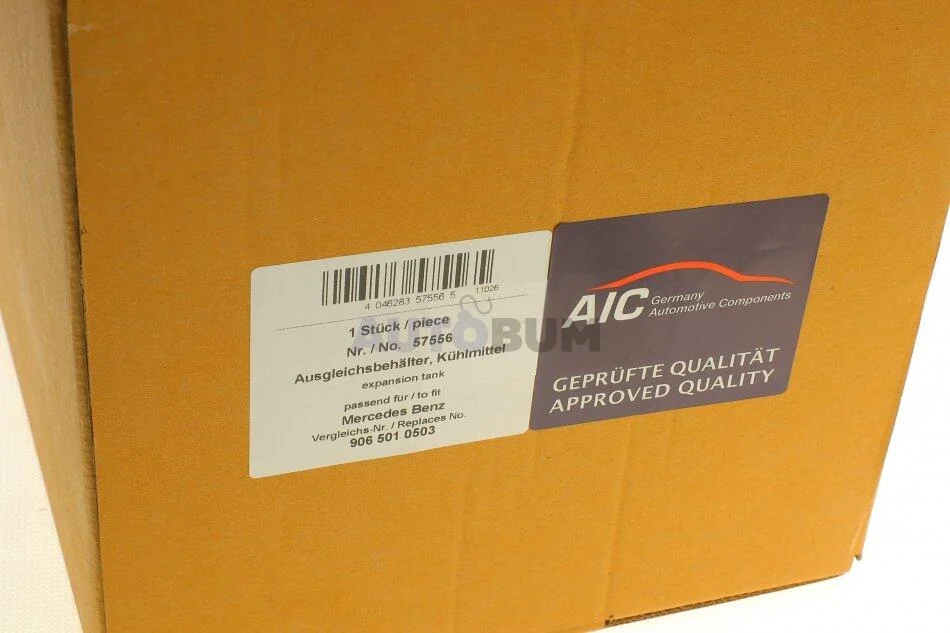 4 046283 57556 5
11026
1 Stück / piece
Nr. / No. 57556
Ausgleichsbehälter, Kühlmittel
expansion tank
passend für / to fit
Mercedes Benz
Vergleichs-Nr. / Replaces No.
906 501 0503
AIC Germany
Automotive Components
GEPRÜFTE QUALITÄT
APPROVED QUALITY
AUTOBUM